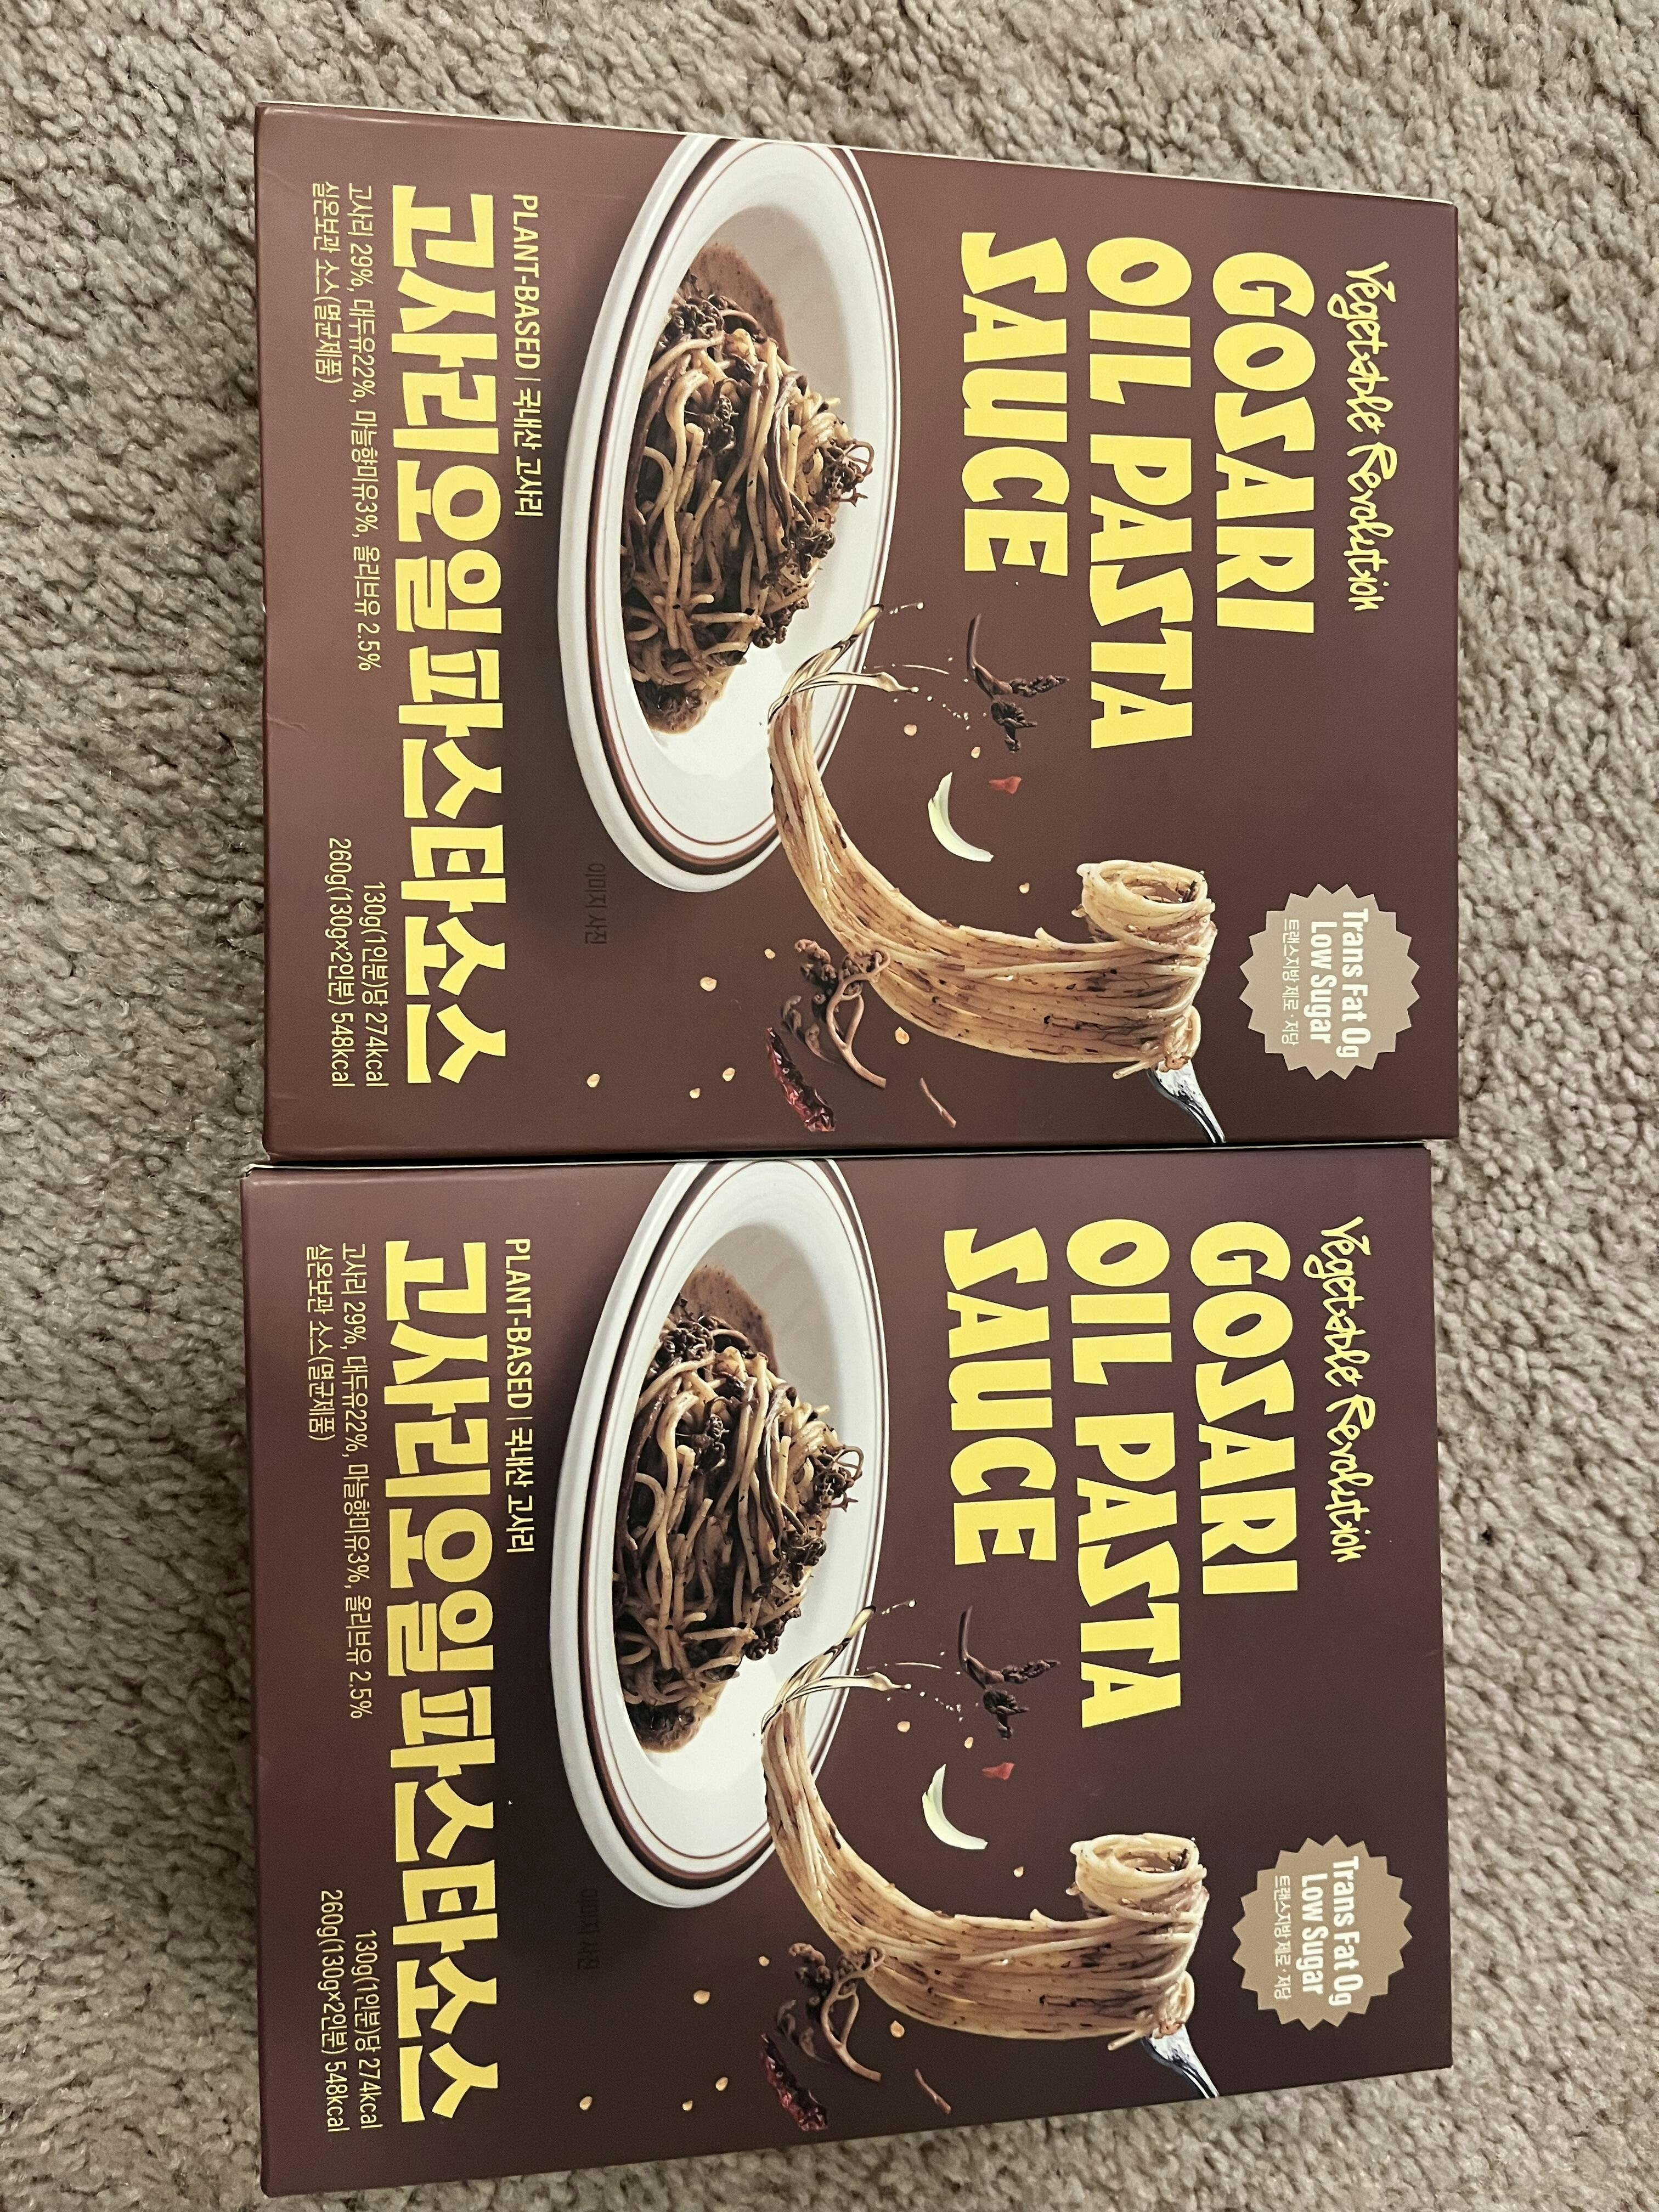 Vegetable Revolution
GOSARI
OIL PASTA
SAUCE
Trans Fat 0g
Low Sugar
트랜스지방 제로 · 저당
이미지 사진
PLANT-BASED | 국내산 고사리
고사리오일파스타소스
고사리 29%, 대두유22%, 마늘향미유3%, 올리브유 2.5%
실온보관 소스(멸균제품)
130g(1인분)당 274kcal
260g(130g×2인분) 548kcal
Vegetable Revolution
GOSARI
OIL PASTA
SAUCE
Trans Fat 0g
Low Sugar
트랜스지방 제로 · 저당
이미지 사진
PLANT-BASED | 국내산 고사리
고사리오일파스타소스
고사리 29%, 대두유22%, 마늘향미유3%, 올리브유 2.5%
실온보관 소스(멸균제품)
130g(1인분)당 274kcal
260g(130g×2인분) 548kcal